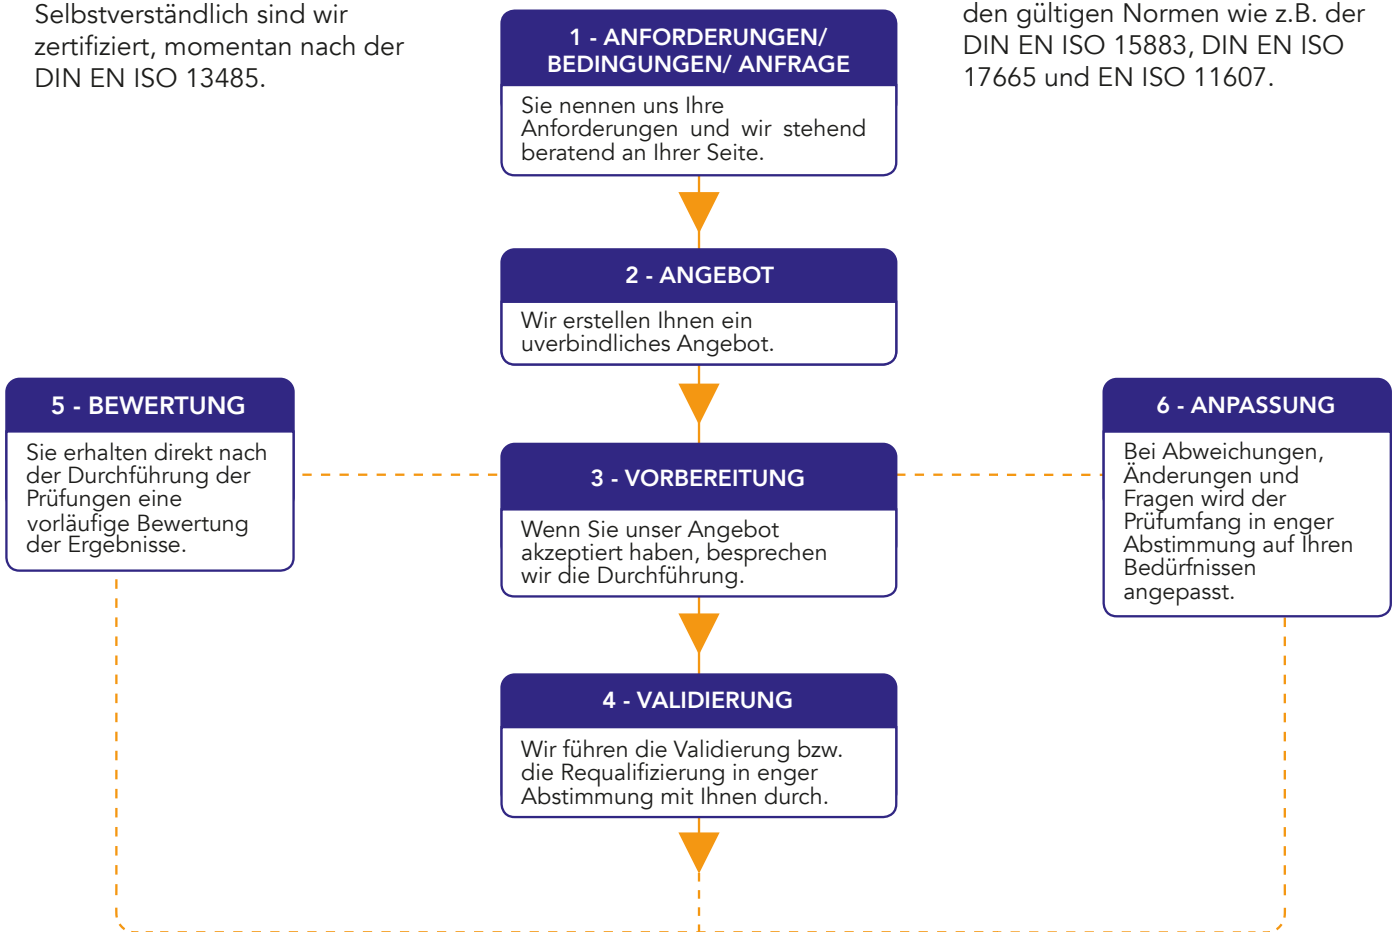 Selbstverständlich sind wir
zertifiziert, momentan nach der
DIN EN ISO 13485.
den gültigen Normen wie z.B. der
DIN EN ISO 15883, DIN EN ISO
17665 und EN ISO 11607.
1 - ANFORDERUNGEN/
BEDINGUNGEN/ ANFRAGE
Sie nennen uns Ihre
Anforderungen und wir stehend
beratend an Ihrer Seite.
2 - ANGEBOT
Wir erstellen Ihnen ein
uverbindliches Angebot.
3 - VORBEREITUNG
Wenn Sie unser Angebot
akzeptiert haben, besprechen
wir die Durchführung.
4 - VALIDIERUNG
Wir führen die Validierung bzw.
die Requalifizierung in enger
Abstimmung mit Ihnen durch.
5 - BEWERTUNG
Sie erhalten direkt nach
der Durchführung der
Prüfungen eine
vorläufige Bewertung
der Ergebnisse.
6 - ANPASSUNG
Bei Abweichungen,
Änderungen und
Fragen wird der
Prüfumfang in enger
Abstimmung auf Ihren
Bedürfnissen
angepasst.